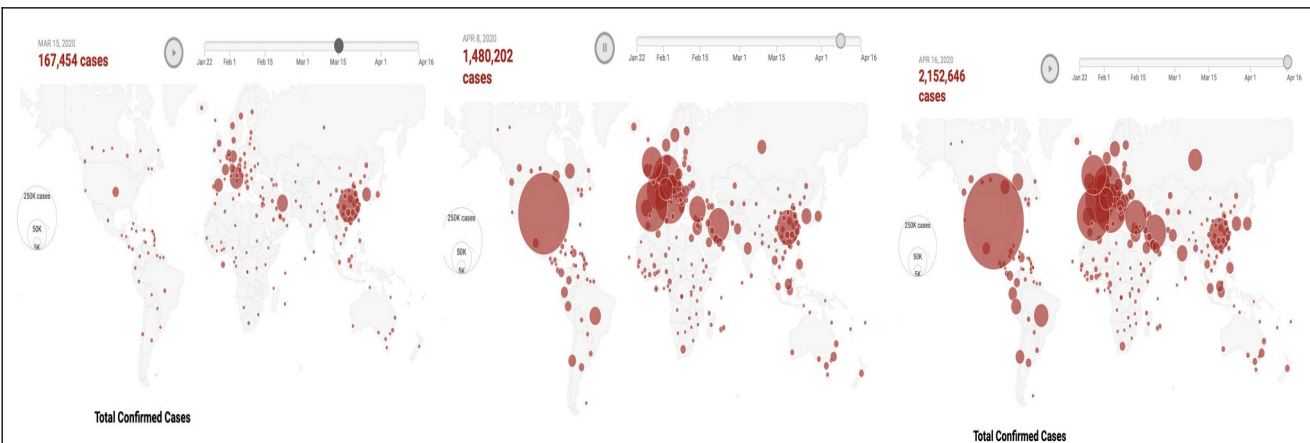 MAR 15, 2020
167,454 cases
Jan 22 Feb 1 Feb 15 Mar 1 Mar 15 Apr 1 Apr 16
250K cases
50K
5K
Total Confirmed Cases
APR 8, 2020
1,480,202
cases
Jan 22 Feb 1 Feb 15 Mar 1 Mar 15 Apr 1 Apr 16
250K cases
50K
5K
APR 16, 2020
2,152,646
cases
Jan 22 Feb 1 Feb 15 Mar 1 Mar 15 Apr 1 Apr 16
250K cases
50K
5K
Total Confirmed Cases